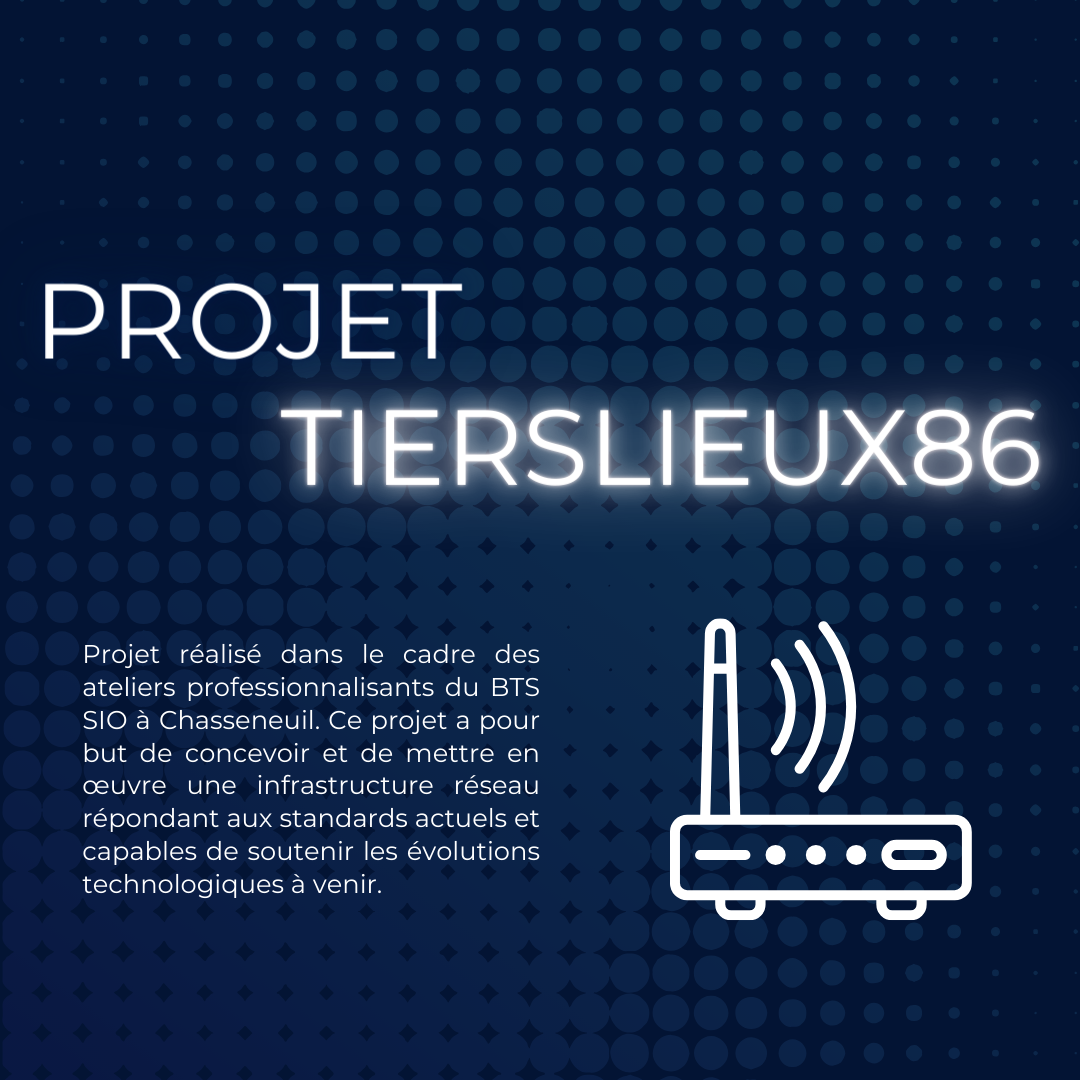 PROJET
TIERSLIEUX86
Projet réalisé dans le cadre des
ateliers professionnalisants du BTS
SIO à Chasseneuil. Ce projet a pour
but de concevoir et de mettre en
œuvre une infrastructure réseau
répondant aux standards actuels et
capables de soutenir les évolutions
technologiques à venir.